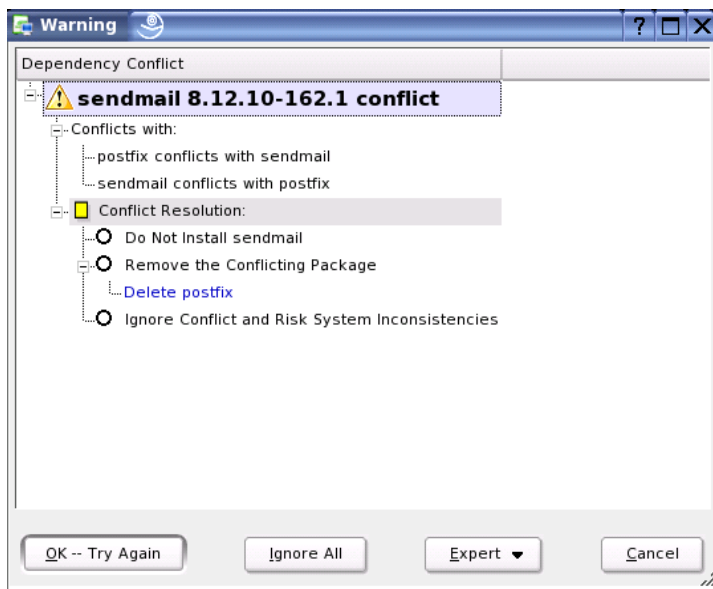 Warning
Dependency Conflict
sendmail 8.12.10-162.1 conflict
Conflicts with:
postfix conflicts with sendmail
sendmail conflicts with postfix
Conflict Resolution:
Do Not Install sendmail
Remove the Conflicting Package
Delete postfix
Ignore Conflict and Risk System Inconsistencies
OK -- Try Again Ignore All Expert Cancel